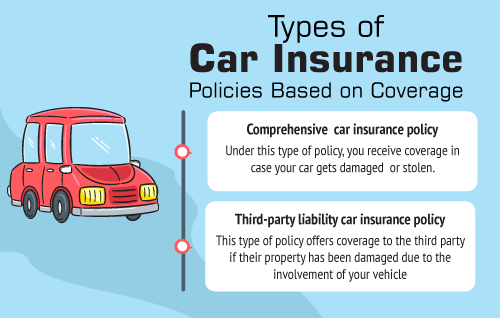 Types of
Car Insurance
Policies Based on Coverage
Comprehensive car insurance policy
Under this type of policy, you receive coverage in
case your car gets damaged or stolen.
Third-party liability car insurance policy
This type of policy offers coverage to the third party
if their property has been damaged due to the
involvement of your vehicle